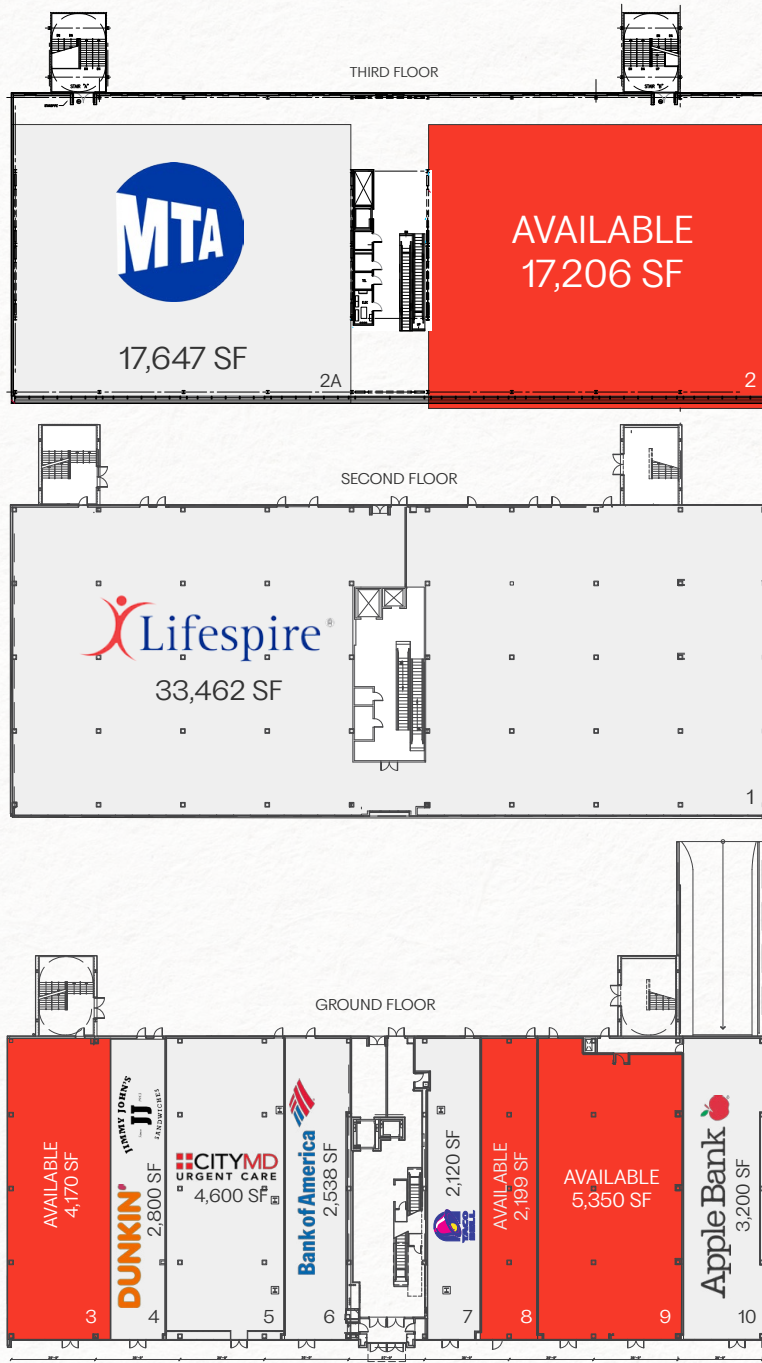 THIRD FLOOR
STAIR "A"
STAIR "B"
MTA
17,647 SF
2A
AVAILABLE
17,206 SF
2
SECOND FLOOR
Lifespire
33,462 SF
1
GROUND FLOOR
AVAILABLE
4,170 SF
3
JIMMY JOHN'S
JJ
SANDWICHES
DUNKIN'
2,800 SF
4
CITYMD
URGENT CARE
4,600 SF
5
Bank of America
2,538 SF
6
2,120 SF
TACO
BELL
7
AVAILABLE
2,199 SF
8
AVAILABLE
5,350 SF
9
Apple Bank
3,200 SF
10